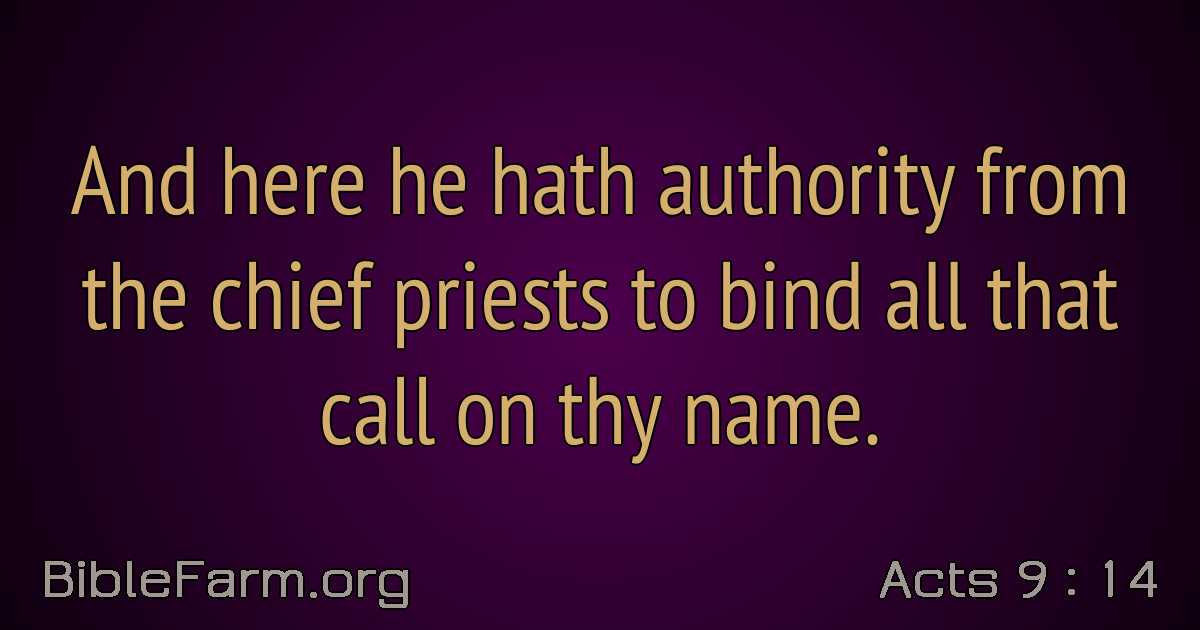 And here he hath authority from
the chief priests to bind all that
call on thy name.
BibleFarm.org
Acts 9 : 14